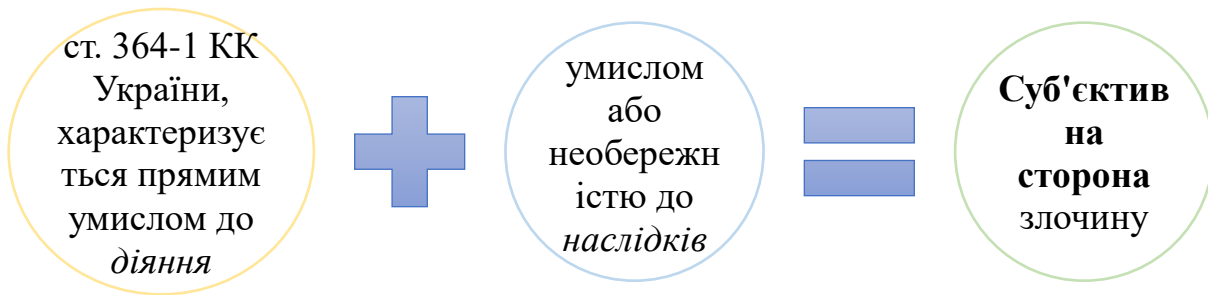 ст. 364-1 КК
України,
характеризу
ться прямим
умислом до
діяння
умислом
або
необережн
істю до
наслідків
Суб'єктив
на
сторона
злочину